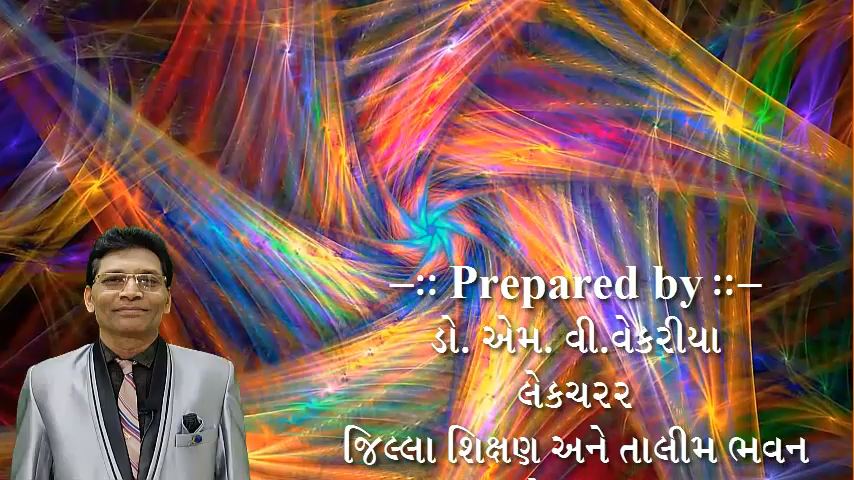 –:: Prepared by ::–
ડો. એમ. વી.વેકરીયા
લેકચરર
જિલ્લા શિક્ષણ અને તાલીમ ભવન